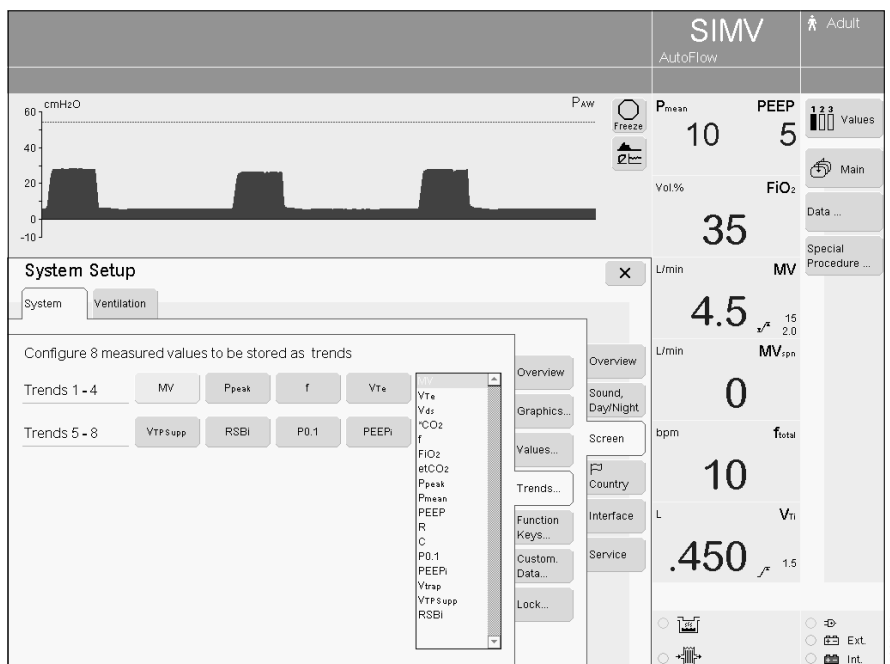 SIMV
AutoFlow
Adult
cmH2O
PAW
60
40
20
0
-10
Freeze
Pmean
PEEP
10
5
1 2 3
Values
Main
Vol.%
FiO2
35
Data ...
Special
Procedure ...
L/min
MV
4.5
15
2.0
L/min
MVspn
0
bpm
ftotal
10
L
VTi
.450
1.5
Ext.
Int.
System Setup
System
Ventilation
Configure 8 measured values to be stored as trends
Trends 1 - 4
MV
Ppeak
f
VTe
Trends 5 - 8
VTPSupp
RSBi
P0.1
PEEPi
MV
VTe
Vds
f
FiO2
etCO2
Ppeak
Pmean
PEEP
R
C
P0.1
PEEPi
Vtrap
VTPSupp
RSBi
Overview
Graphics...
Values...
Trends...
Function
Keys...
Custom.
Data...
Lock...
Overview
Sound,
Day/Night
Screen
Country
Interface
Service